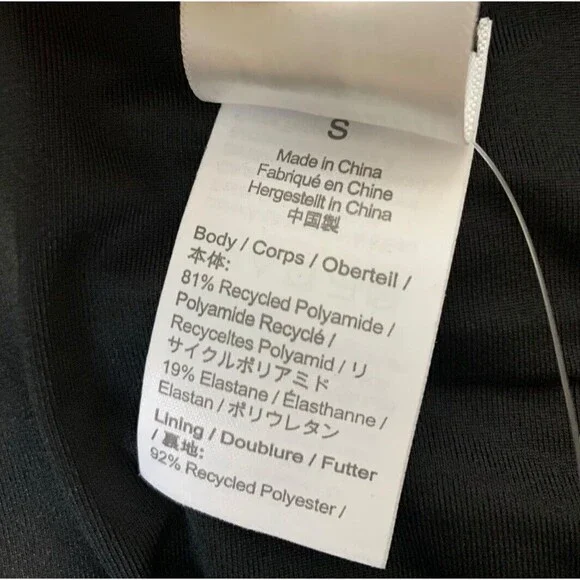 S
Made in China
Fabriqué en Chine
Hergestellt in China
中国製
Body / Corps / Oberteil /
本体:
81% Recycled Polyamide /
Polyamide Recyclé /
Recyceltes Polyamid / リ
サイクルポリアミド
19% Elastane / Élasthanne /
Elastan / ポリウレタン
Lining / Doublure / Futter
/ 裏地:
92% Recycled Polyester /